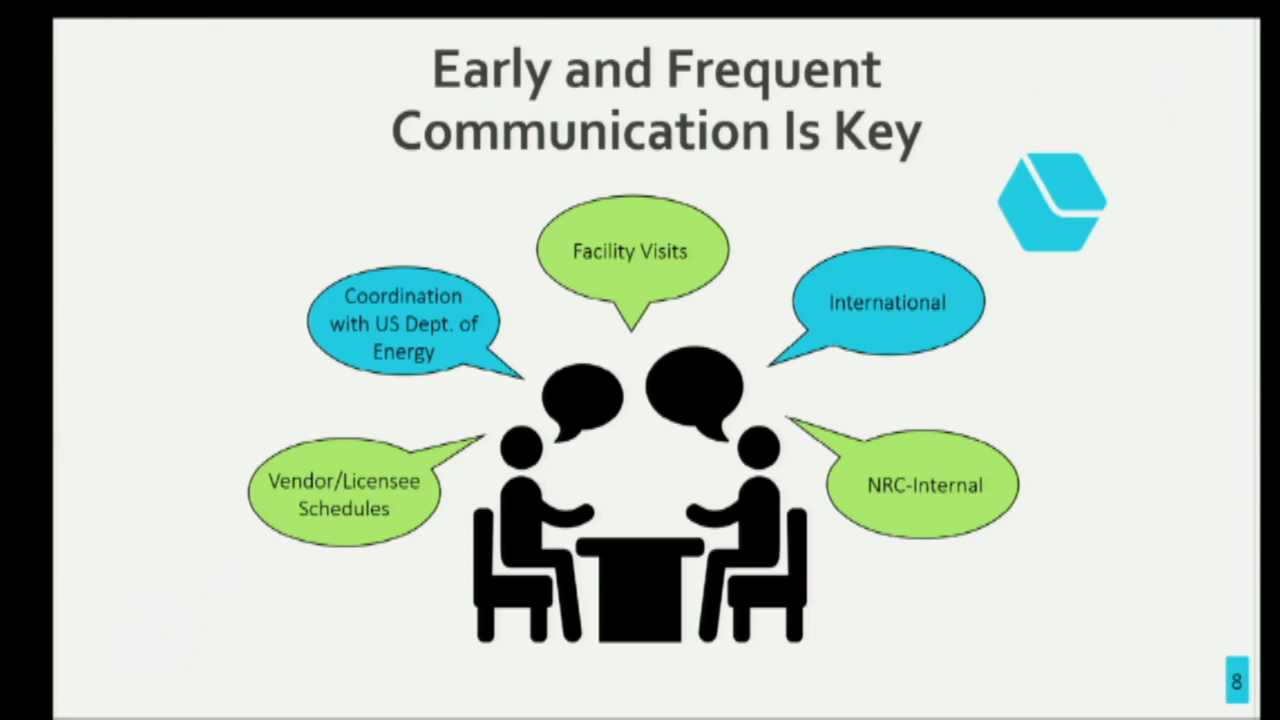 Early and Frequent
Communication Is Key
Facility Visits
Coordination
with US Dept. of
Energy
International
Vendor/Licensee
Schedules
NRC-Internal
8